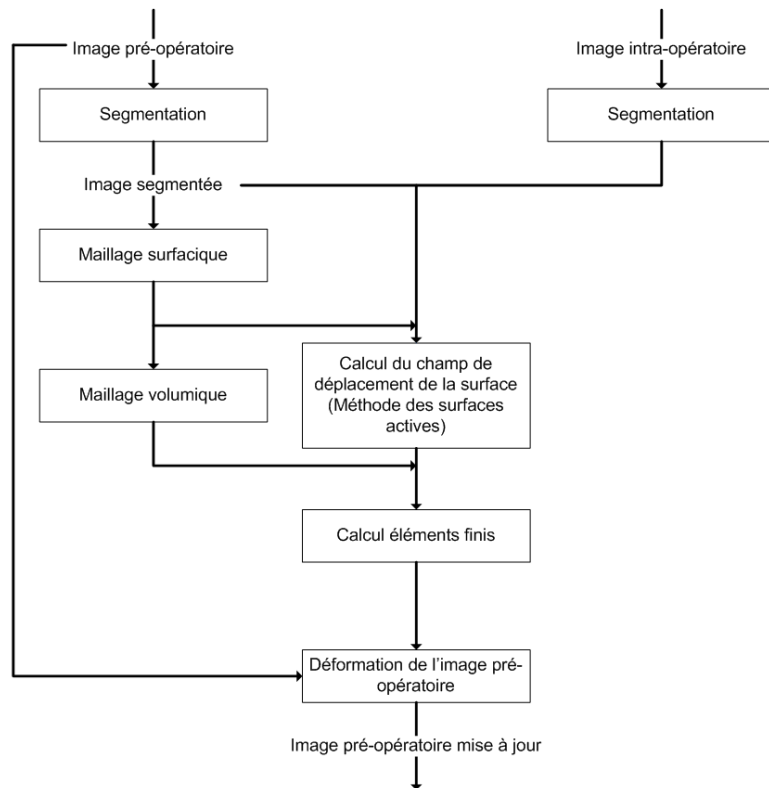 Image pré-opératoire
Image intra-opératoire
Segmentation
Segmentation
Image segmentée
Maillage surfacique
Maillage volumique
Calcul du champ de
déplacement de la surface
(Méthode des surfaces
actives)
Calcul éléments finis
Déformation de l'image pré-
opératoire
Image pré-opératoire mise à jour